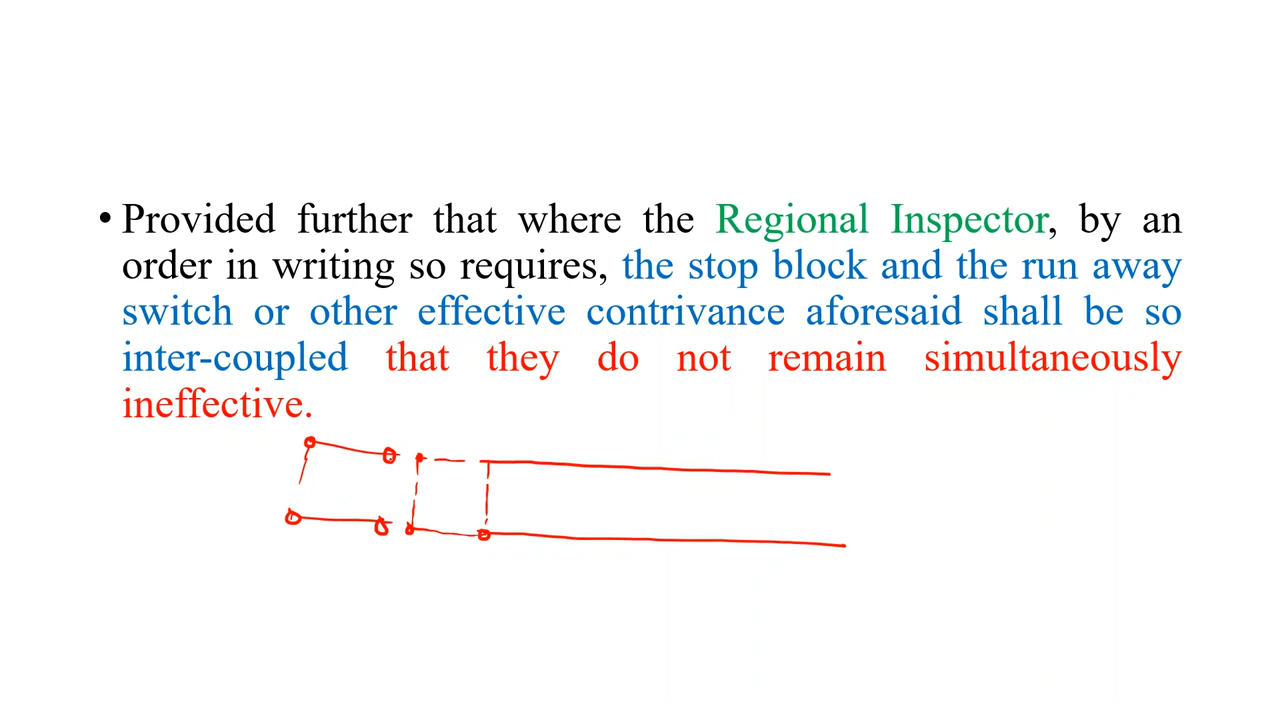 • Provided further that where the Regional Inspector, by an
order in writing so requires, the stop block and the run away
switch or other effective contrivance aforesaid shall be so
inter-coupled that they do not remain simultaneously
ineffective.